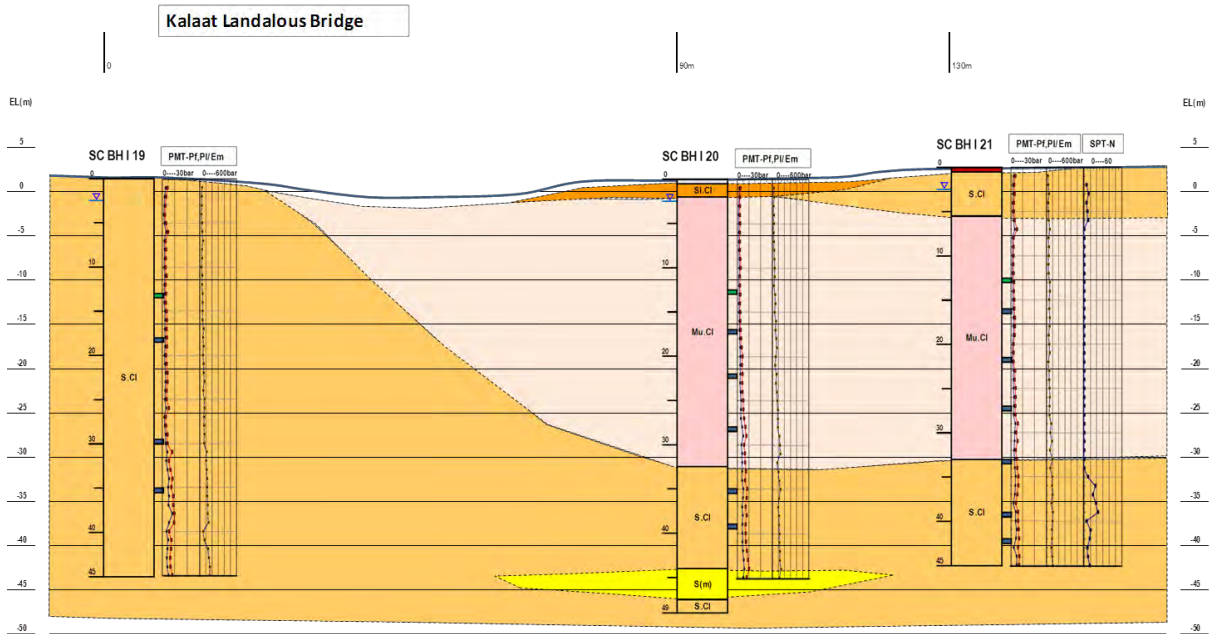 Kalaat Landalous Bridge
0
90m
130m
EL(m)
EL(m)
SC BH I 19
PMT-Pf,Pl/Em
0----30bar
0----600bar
SC BH I 20
PMT-Pf,Pl/Em
0----30bar
0----600bar
SC BH I 21
PMT-Pf,Pl/Em
SPT-N
0----30bar
0----600bar
0----60
5
0
-5
-10
-15
-20
-25
-30
-35
-40
-45
-50
0
10
20
S.Cl
30
40
45
0
Si.Cl
10
Mu.Cl
20
30
S.Cl
40
S(m)
49
S.Cl
0
S.Cl
10
Mu.Cl
20
30
S.Cl
40
45
5
0
-5
-10
-15
-20
-25
-30
-35
-40
-45
-50